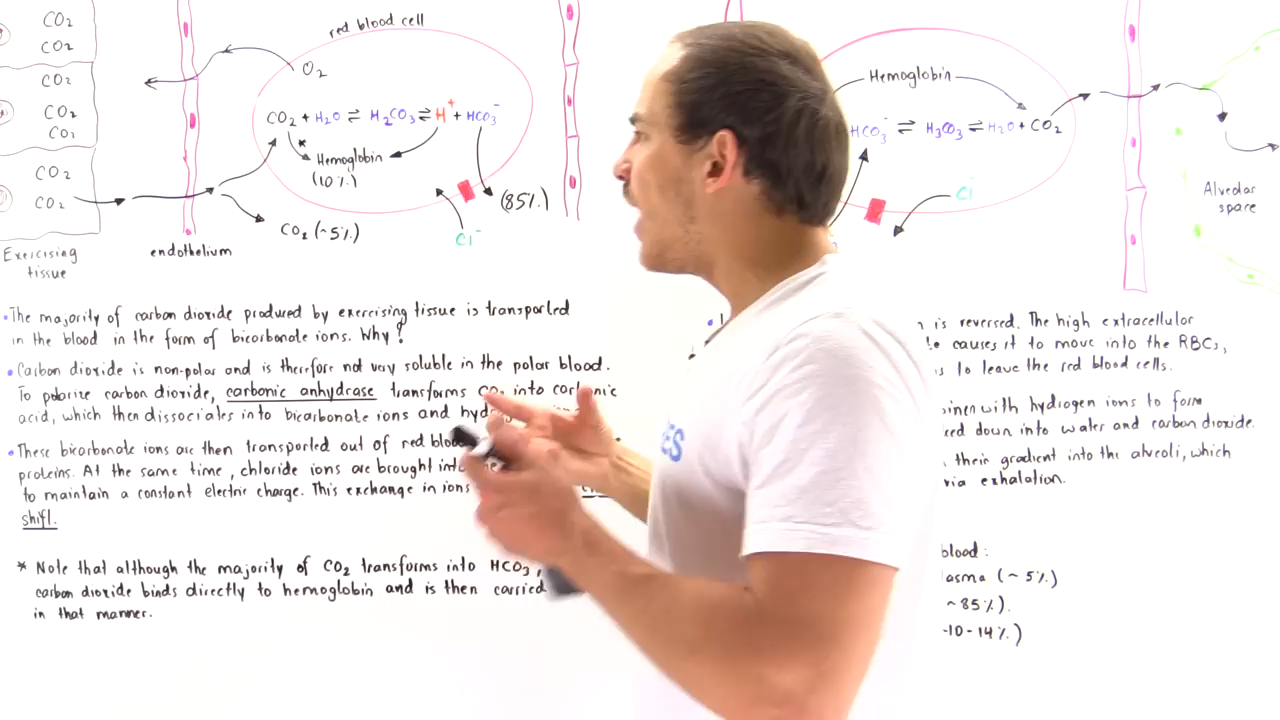 CO2
CO2
CO2
CO2
CO2
CO2
CO2
Exercising
tissue
endothelium
red blood cell
O2
CO2 + H2O ⇌ H2CO3 ⇌ H+ + HCO3-
*
Hemoglobin
(10%)
(85%)
CO2 (~5%)
Cl-
Hemoglobin
HCO3- ⇌ H3CO3 ⇌ H2O + CO2
Cl-
Alveolar
space
• The majority of carbon dioxide produced by exercising tissue is transported
in the blood in the form of bicarbonate ions. Why?
• Carbon dioxide is non-polar and is therefore not very soluble in the polar blood.
To polarize carbon dioxide, carbonic anhydrase transforms CO2 into carbonic
acid, which then dissociates into bicarbonate ions and
• These bicarbonate ions are then transported out of red
proteins. At the same time, chloride ions are brought into
to maintain a constant electric charge. This exchange in ions
shift.
* Note that although the majority of CO2 transforms into HCO3,
carbon dioxide binds directly to hemoglobin and is then carried
in that manner.
is reversed. The high extracellular
causes it to move into the RBCs,
to leave the red blood cells.
with hydrogen ions to form
down into water and carbon dioxide.
their gradient into the alveoli, which
via exhalation.
blood:
(~5%)
~85%).
10-14%)
ES